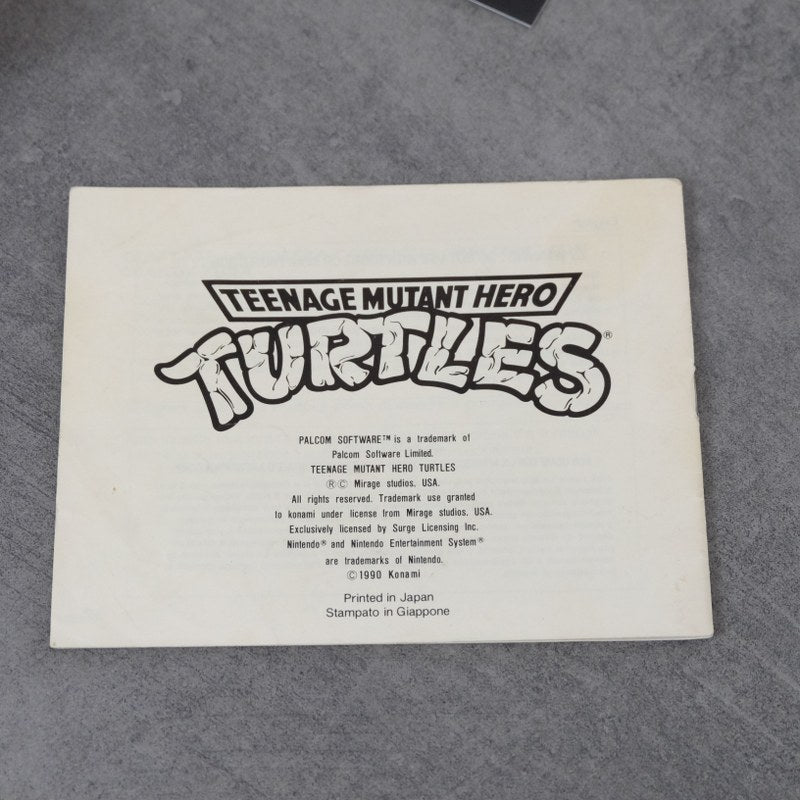 TEENAGE MUTANT HERO
TURTLES®
PALCOM SOFTWARE™ is a trademark of
Palcom Software Limited.
TEENAGE MUTANT HERO TURTLES
®© Mirage studios. USA.
All rights reserved. Trademark use granted
to konami under license from Mirage studios. USA.
Exclusively licensed by Surge Licensing Inc.
Nintendo® and Nintendo Entertainment System®
are trademarks of Nintendo.
©1990 Konami
Printed in Japan
Stampato in Giappone